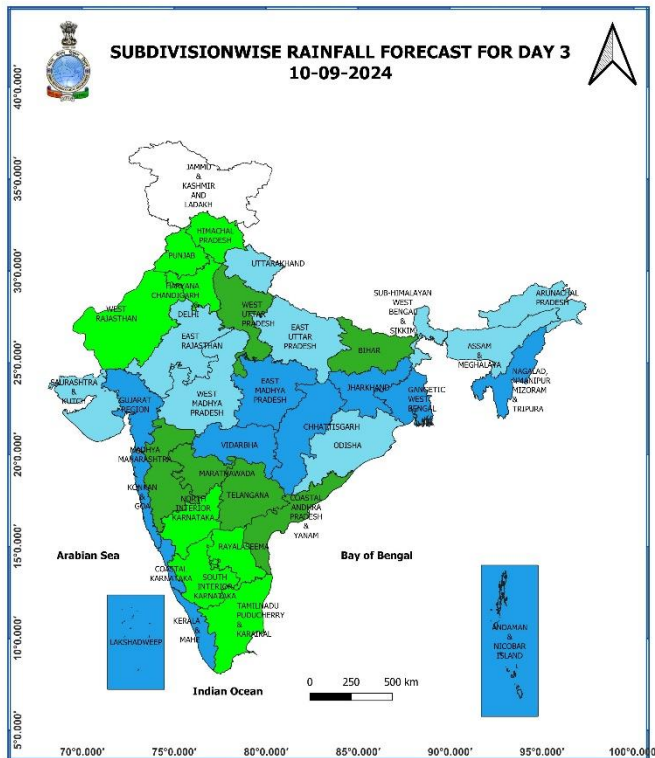 SUBDIVISIONWISE RAINFALL FORECAST FOR DAY 3
10-09-2024
40°0.000'
35°0.000'
30°0.000'
25°0.000'
20°0.000'
15°0.000'
10°0.000'
5°0.000'
JAMMU
&
KASHMIR
AND
LADAKH
HIMACHAL
PRADESH
PUNJAB
UTTARAKHAND
HARYANA
CHANDIGARH
DELHI
WEST
RAJASTHAN
WEST
UTTAR
PRADESH
EAST
RAJASTHAN
EAST
UTTAR
PRADESH
SUB-HIMALAYAN
WEST
BENGAL
&
SIKKIM
ARUNACHAL
PRADESH
BIHAR
ASSAM
&
MEGHALAYA
NAGALAD,
MANIPUR
MIZORAM
&
TRIPURA
SAURASHTRA
&
KUTCH
GUJARAT
REGION
WEST
MADHYA
PRADESH
EAST
MADHYA
PRADESH
JHARKHAND
GANGETIC
WEST
BENGAL
CHHATTISGARH
VIDARBHA
ODISHA
MADHYA
MAHARASHTRA
MARATHAWADA
KONKAN
&
GOA
TELANGANA
NORTH
INTERIOR
KARNATAKA
COASTAL
ANDHRA
PRADESH
&
YANAM
RAYALASEEMA
COASTAL
KARNATAKA
SOUTH
INTERIOR
KARNATAKA
TAMILNADU
PUDUCHERRY
&
KARAIKAL
KERALA
&
MAHE
LAKSHADWEEP
ANDAMAN
&
NICOBAR
ISLAND
Arabian Sea
Bay of Bengal
Indian Ocean
0 250 500 km
70°0.000' 75°0.000' 80°0.000' 85°0.000' 90°0.000' 95°0.000' 100°0.000'